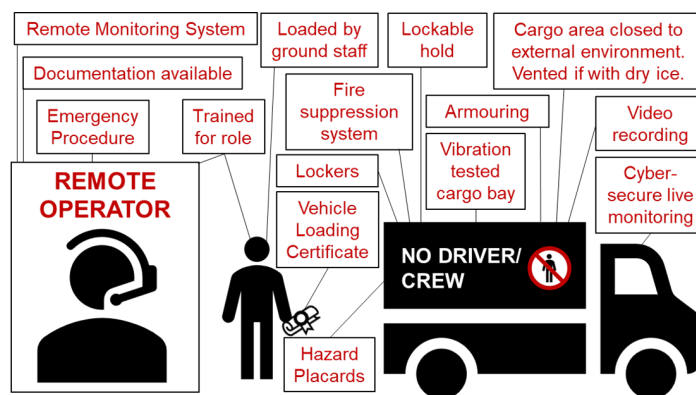 Remote Monitoring System
Documentation available
Emergency
Procedure
Trained
for role
Loaded by
ground staff
Fire
suppression
system
Lockable
hold
Armouring
Cargo area closed to
external environment.
Vented if with dry ice.
Video
recording
Lockers
Vibration
tested
cargo bay
Cyber-
secure live
monitoring
Vehicle
Loading
Certificate
REMOTE
OPERATOR
NO DRIVER/
CREW
Hazard
Placards